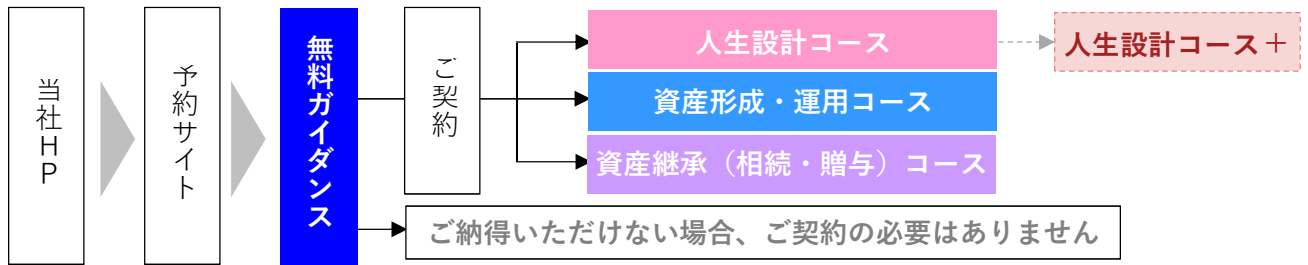 当社HP
予約サイト
無料ガイダンス
ご契約
人生設計コース
人生設計コース＋
資産形成・運用コース
資産継承（相続・贈与）コース
ご納得いただけない場合、ご契約の必要はありません